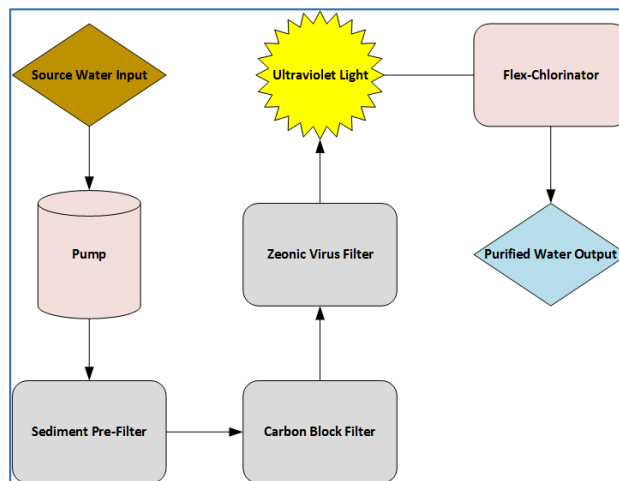 Source Water Input
Pump
Sediment Pre-Filter
Carbon Block Filter
Zeonic Virus Filter
Ultraviolet Light
Flex-Chlorinator
Purified Water Output